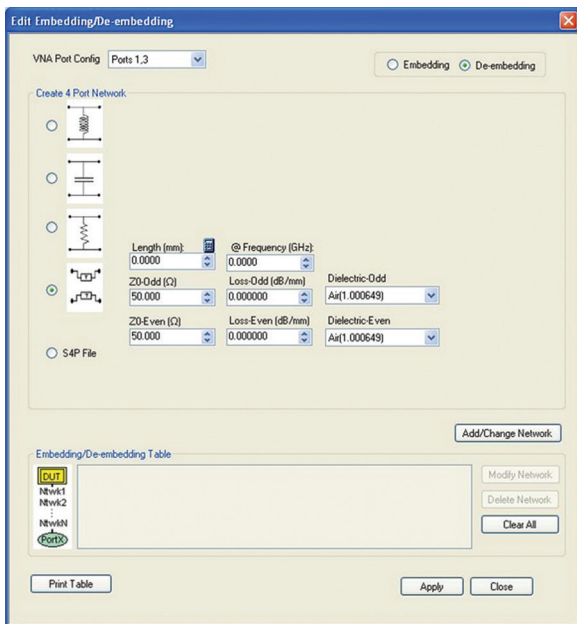 Edit Embedding/De-embedding
VNA Port Config Ports 1,3 Embedding De-embedding
Create 4 Port Network
Length (mm): @ Frequency (GHz):
0.0000 0.0000
Z0-Odd (Ω) Loss-Odd (dB/mm) Dielectric-Odd
50.000 0.000000 Air(1.000649)
Z0-Even (Ω) Loss-Even (dB/mm) Dielectric-Even
50.000 0.000000 Air(1.000649)
S4P File
Add/Change Network
Embedding/De-embedding Table
DUT
Ntwk1
Ntwk2
⋮
NtwkN
PortX
Modify Network
Delete Network
Clear All
Print Table Apply Close